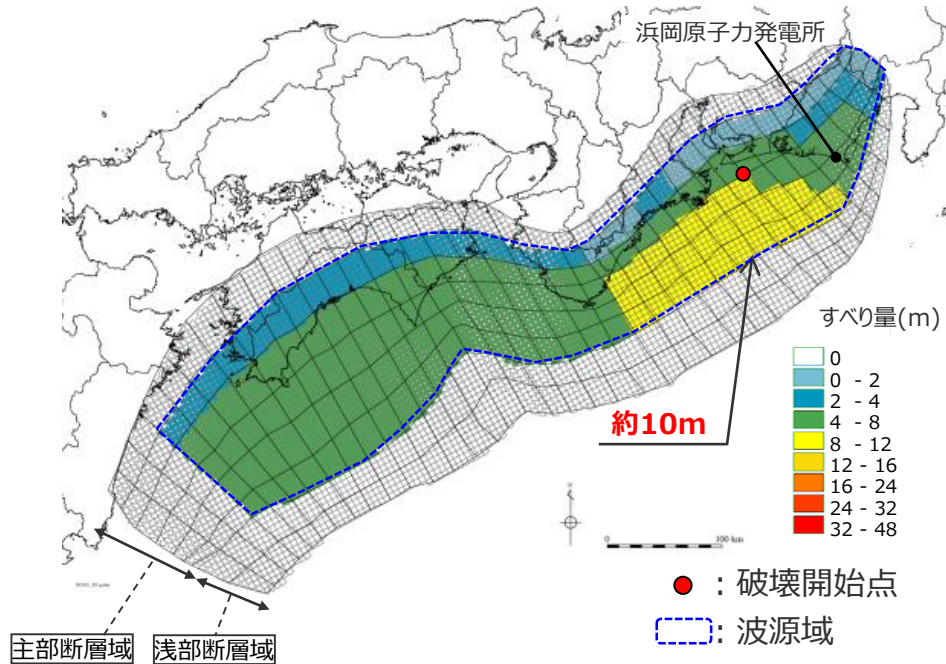 浜岡原子力発電所
すべり量(m)
0
0 - 2
2 - 4
4 - 8
8 - 12
12 - 16
16 - 24
24 - 32
32 - 48
約10m
0
100 km
●：破壊開始点
：波源域
主部断層域
浅部断層域